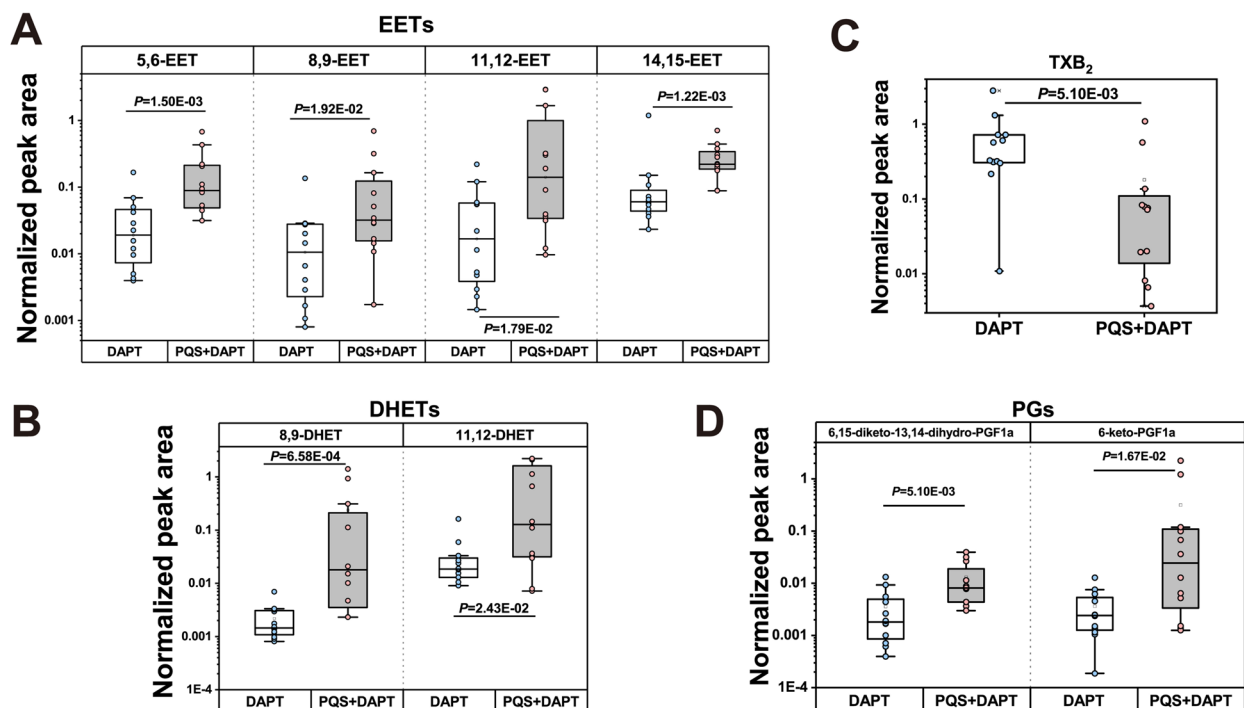 A
EETs
5,6-EET 8,9-EET 11,12-EET 14,15-EET
Normalized peak area
1
0.1
0.01
0.001
P=1.50E-03
P=1.92E-02
P=1.79E-02
P=1.22E-03
DAPT PQS+DAPT DAPT PQS+DAPT DAPT PQS+DAPT DAPT PQS+DAPT
C
TXB₂
Normalized peak area
1
0.1
0.01
P=5.10E-03
DAPT PQS+DAPT
B
DHETs
8,9-DHET 11,12-DHET
Normalized peak area
1
0.1
0.01
0.001
1E-4
P=6.58E-04
P=2.43E-02
DAPT PQS+DAPT DAPT PQS+DAPT
D
PGs
6,15-diketo-13,14-dihydro-PGF1a 6-keto-PGF1a
Normalized peak area
1
0.1
0.01
0.001
1E-4
P=5.10E-03
P=1.67E-02
DAPT PQS+DAPT DAPT PQS+DAPT